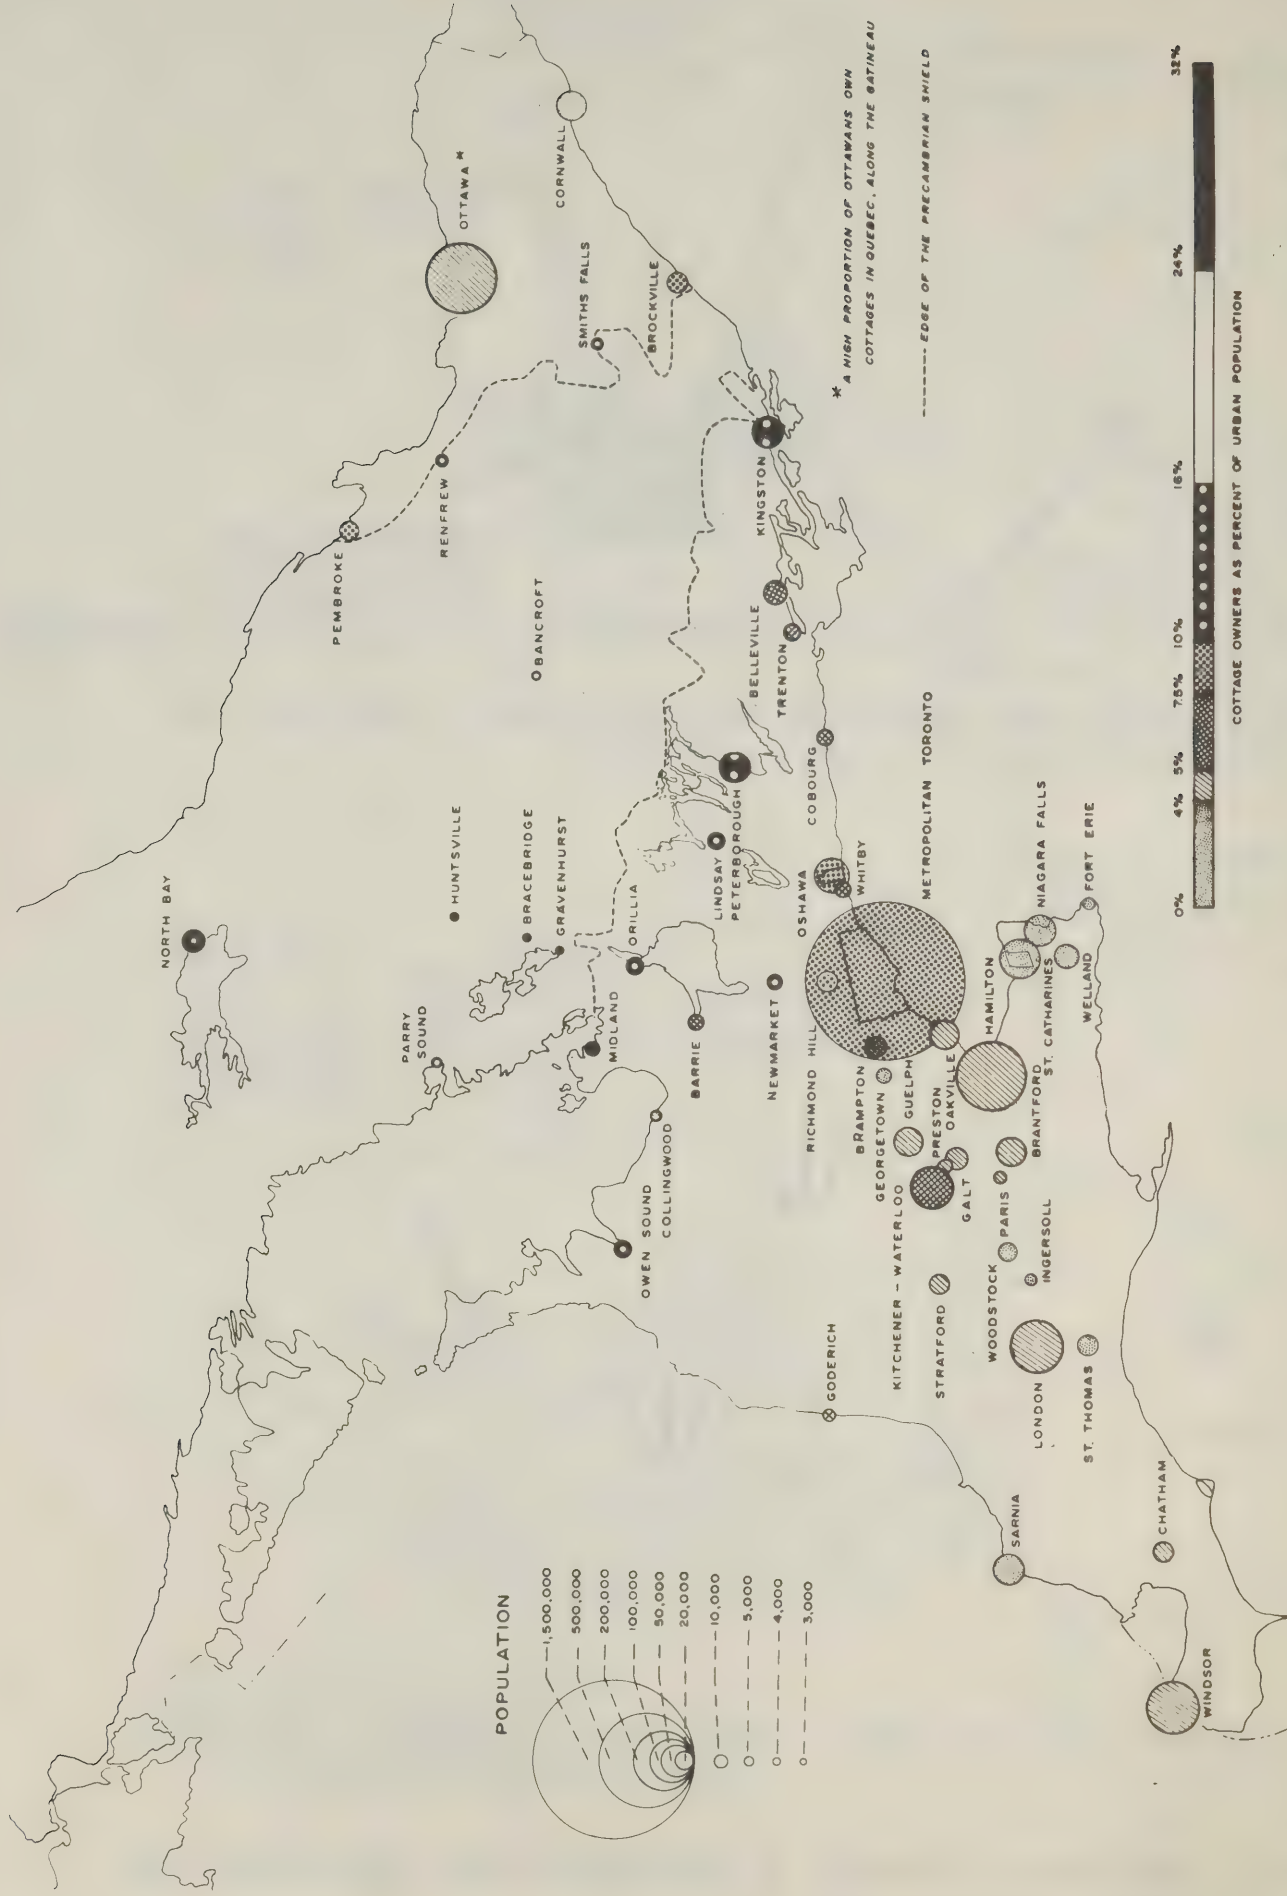 NORTH BAY
HUNTSVILLE
BRACEBRIDGE
GRAVENHURST
ORILLIA
PARRY
SOUND
MIDLAND
BARRIE
NEWMARKET
RICHMOND HILL
COLLINGWOOD
OWEN SOUND
PEMBROKE
RENFREW
OBANCROFT
OTTAWA *
CORNWALL
SMITHS FALLS
BROCKVILLE
KINGSTON
BELLEVILLE
TRENTON
COBOURG
PETERBOROUGH
LINDSAY
OSHAWA
WHITBY
METROPOLITAN TORONTO
BRAMPTON
GEORGETOWN
GUELPH
PRESTON
OAKVILLE
HAMILTON
ST. CATHARINES
NIAGARA FALLS
FORT ERIE
WELLAND
BRANTFORD
KITCHENER - WATERLOO
GALT
PARIS
WOODSTOCK
INGERSOLL
STRATFORD
LONDON
ST. THOMAS
GODERICH
SARNIA
CHATHAM
WINDSOR
POPULATION
1,500,000
500,000
200,000
100,000
50,000
20,000
10,000
5,000
4,000
3,000
* A HIGH PROPORTION OF OTTAWANS OWN
COTTAGES IN QUEBEC, ALONG THE GATINEAU
------- EDGE OF THE PRECAMBRIAN SHIELD
0% 4% 5% 7.5% 10% 16% 24% 32%
COTTAGE OWNERS AS PERCENT OF URBAN POPULATION